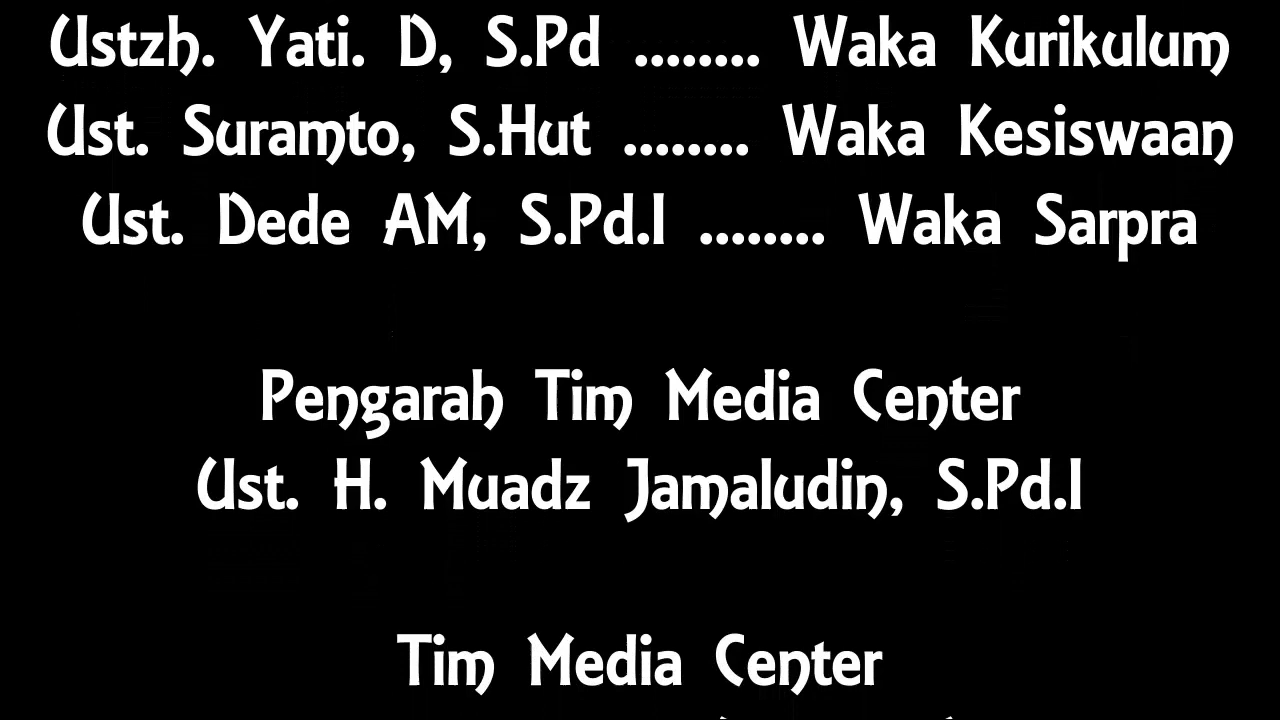 Ustzh. Yati. D, S.Pd ........ Waka Kurikulum
Ust. Suramto, S.Hut ........ Waka Kesiswaan
Ust. Dede AM, S.Pd.I ........ Waka Sarpra
Pengarah Tim Media Center
Ust. H. Muadz Jamaludin, S.Pd.I
Tim Media Center